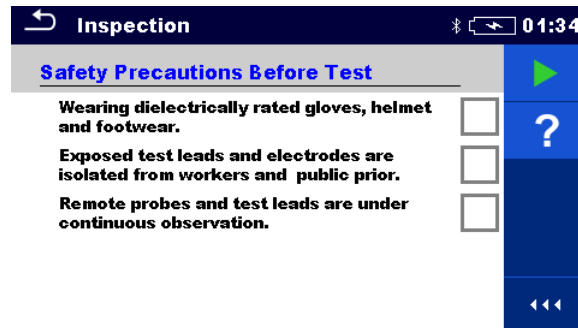 Inspection
01:34
Safety Precautions Before Test
Wearing dielectrically rated gloves, helmet
and footwear.
?
Exposed test leads and electrodes are
isolated from workers and public prior.
Remote probes and test leads are under
continuous observation.